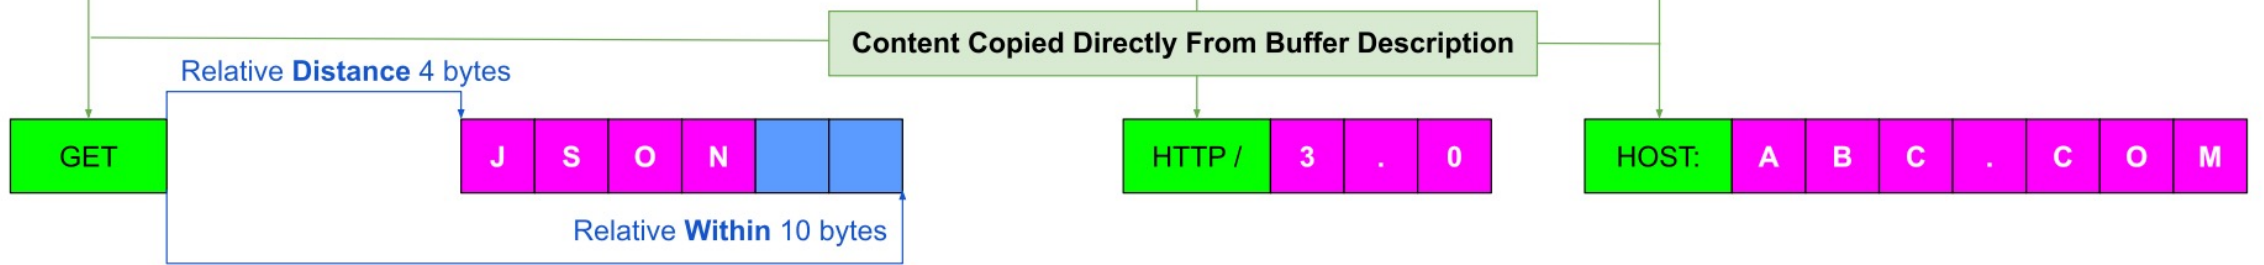 Content Copied Directly From Buffer Description
Relative Distance 4 bytes
GET
J S O N
HTTP / 3 . 0
HOST: A B C . C O M
Relative Within 10 bytes